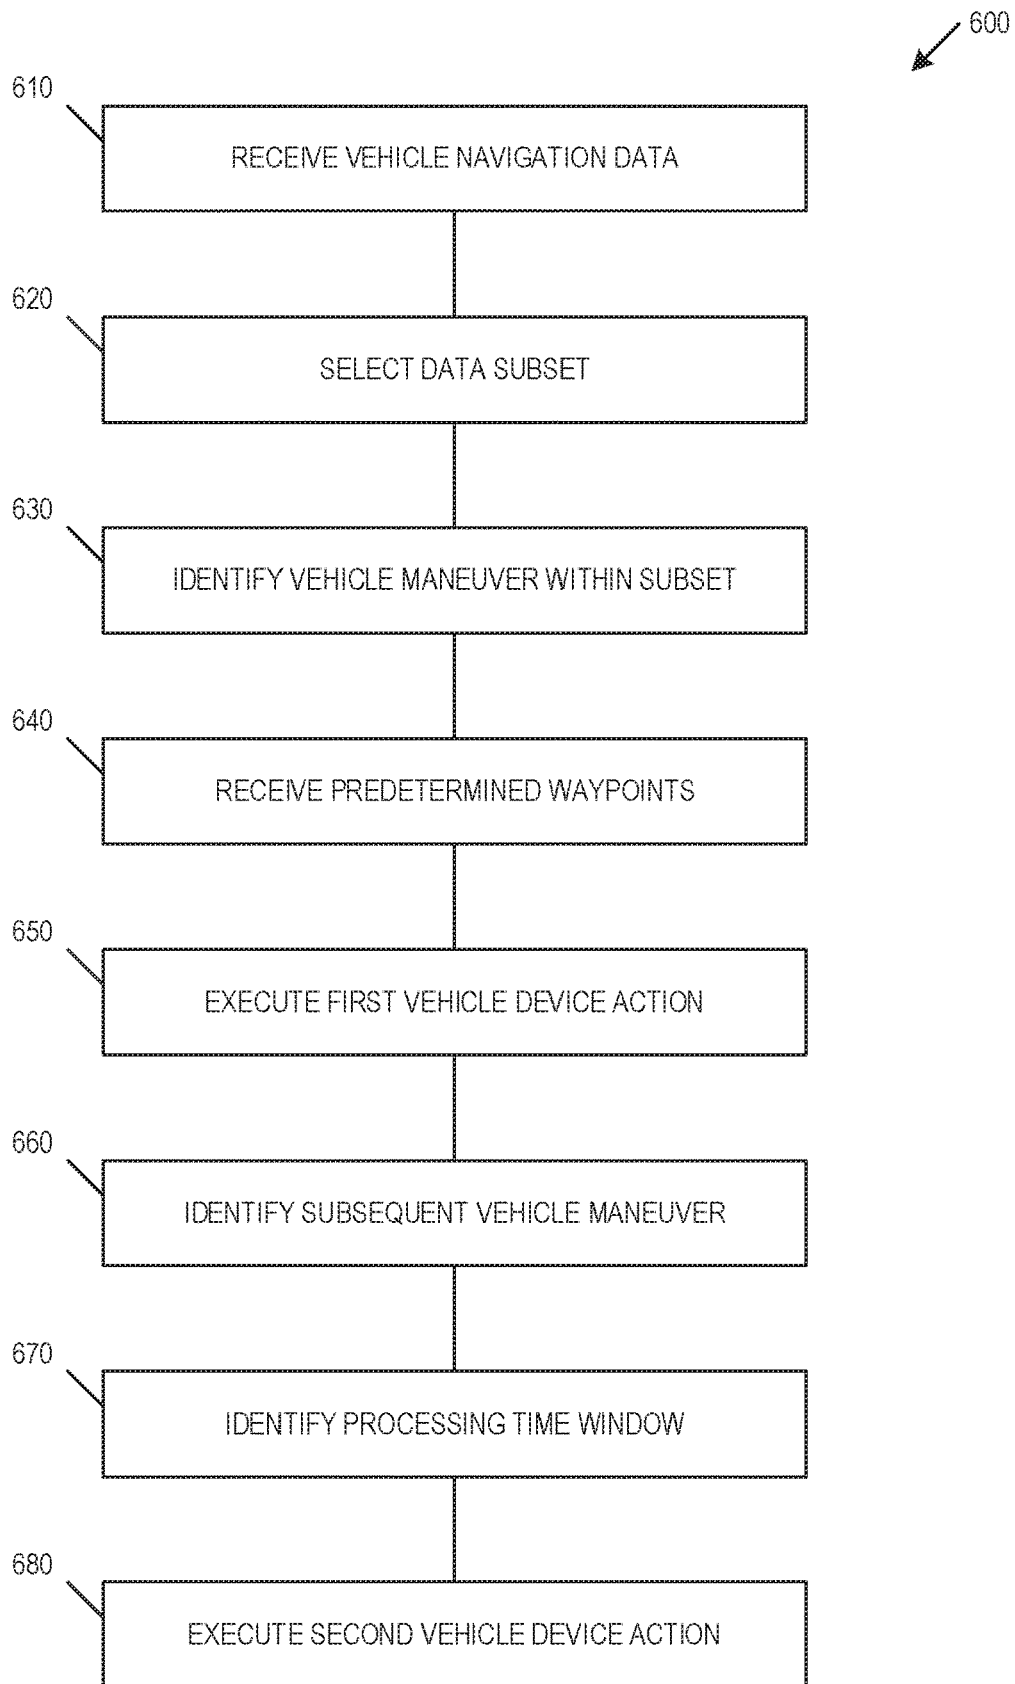 600
610
RECEIVE VEHICLE NAVIGATION DATA
620
SELECT DATA SUBSET
630
IDENTIFY VEHICLE MANEUVER WITHIN SUBSET
640
RECEIVE PREDETERMINED WAYPOINTS
650
EXECUTE FIRST VEHICLE DEVICE ACTION
660
IDENTIFY SUBSEQUENT VEHICLE MANEUVER
670
IDENTIFY PROCESSING TIME WINDOW
680
EXECUTE SECOND VEHICLE DEVICE ACTION